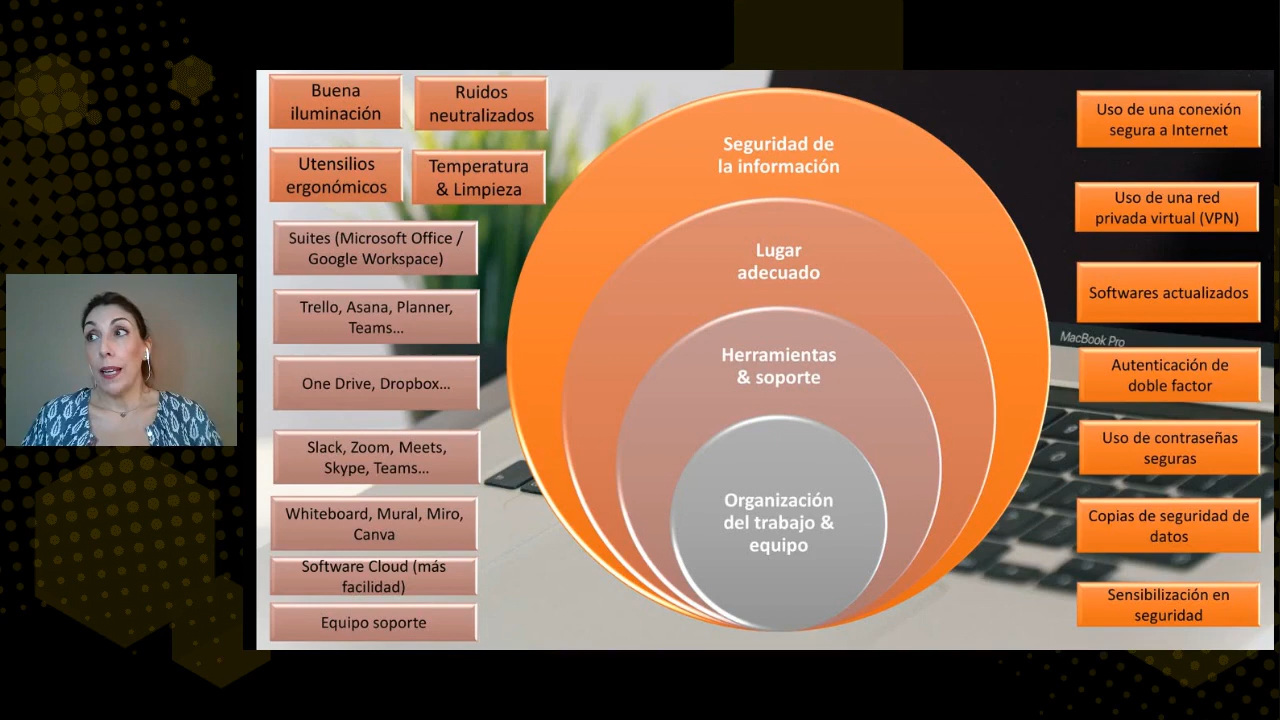 Buena
iluminación
Ruidos
neutralizados
Utensilios
ergonómicos
Temperatura
& Limpieza
Suites (Microsoft Office /
Google Workspace)
Trello, Asana, Planner,
Teams...
One Drive, Dropbox...
Slack, Zoom, Meets,
Skype, Teams...
Whiteboard, Mural, Miro,
Canva
Software Cloud (más
facilidad)
Equipo soporte
Seguridad de
la información
Lugar
adecuado
Herramientas
& soporte
Organización
del trabajo &
equipo
Uso de una conexión
segura a Internet
Uso de una red
privada virtual (VPN)
Softwares actualizados
MacBook Pro
Autenticación de
doble factor
Uso de contraseñas
seguras
Copias de seguridad de
datos
Sensibilización en
seguridad